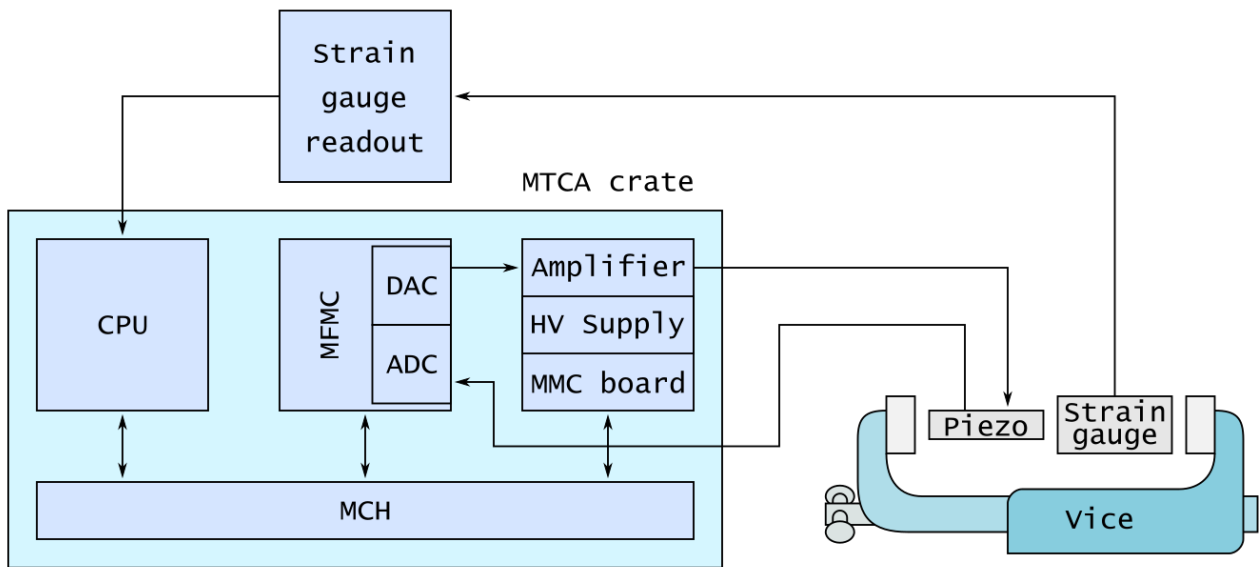 Strain
gauge
readout
MTCA crate
CPU
MFMC
DAC
ADC
Amplifier
HV Supply
MMC board
MCH
Piezo
Strain
gauge
Vice